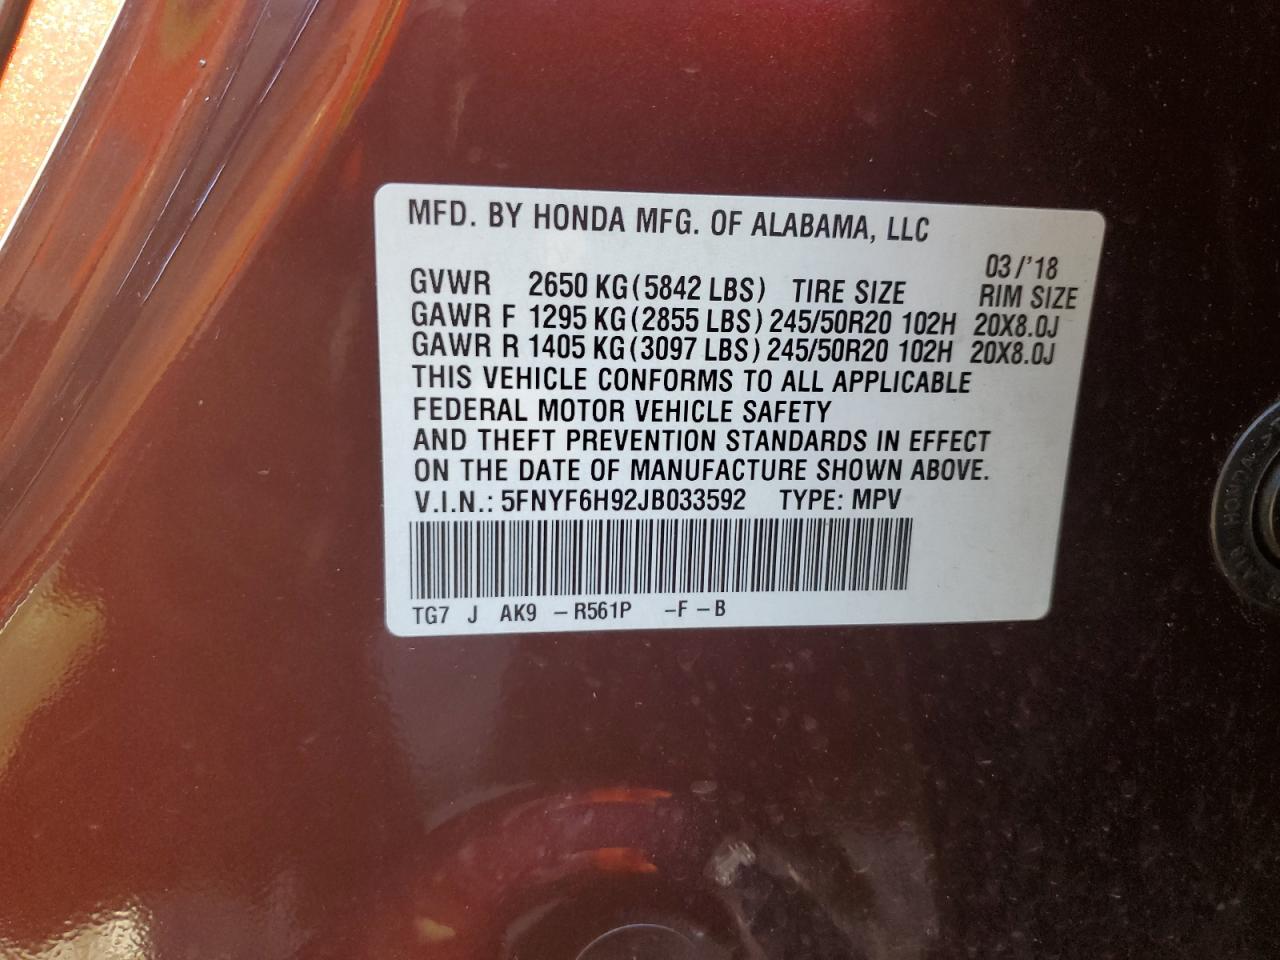 MFD. BY HONDA MFG. OF ALABAMA, LLC
03/'18
GVWR 2650 KG(5842 LBS) TIRE SIZE RIM SIZE
GAWR F 1295 KG(2855 LBS) 245/50R20 102H 20X8.0J
GAWR R 1405 KG(3097 LBS) 245/50R20 102H 20X8.0J
THIS VEHICLE CONFORMS TO ALL APPLICABLE
FEDERAL MOTOR VEHICLE SAFETY
AND THEFT PREVENTION STANDARDS IN EFFECT
ON THE DATE OF MANUFACTURE SHOWN ABOVE.
V.I.N.: 5FNYF6H92JB033592 TYPE: MPV
TG7 J AK9 -R561P -F-B
HONDA